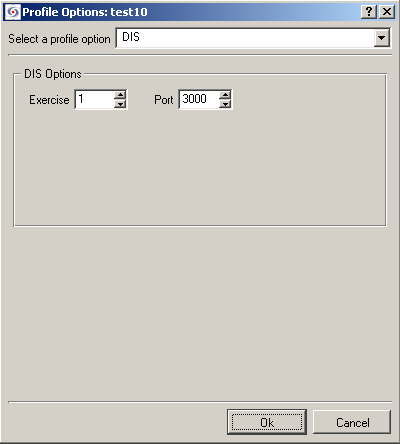 Profile Options: test10
Select a profile option DIS
DIS Options
Exercise 1 Port 3000
Ok Cancel